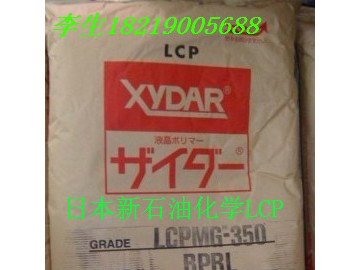 李生18219005688
LCP
XYDAR®
液晶ポリマー
ザイダー®
日本新石油化学LCP
GRADE LCPMG-350
BPBL